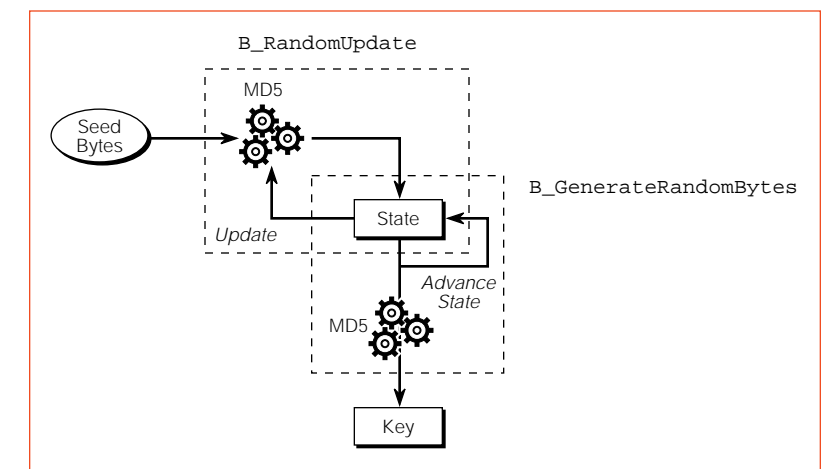 B_RandomUpdate
MD5
Seed
Bytes
B_GenerateRandomBytes
State
Update
Advance
State
MD5
Key